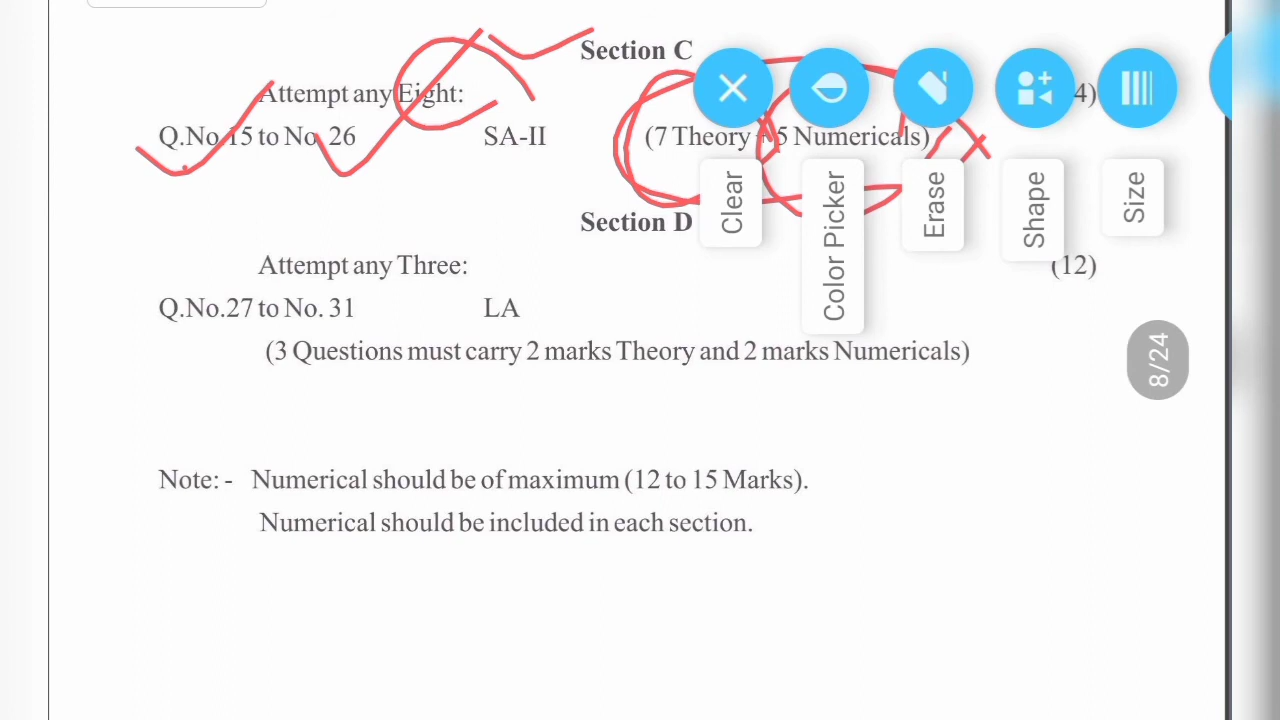 Section C
Attempt any Eight: 4)
Q.No.15 to No. 26 SA-II (7 Theory + 5 Numericals)
Clear
Color Picker
Erase
Shape
Size
Section D
Attempt any Three: (12)
Q.No.27 to No. 31 LA
(3 Questions must carry 2 marks Theory and 2 marks Numericals)
8/24
Note: - Numerical should be of maximum (12 to 15 Marks).
Numerical should be included in each section.